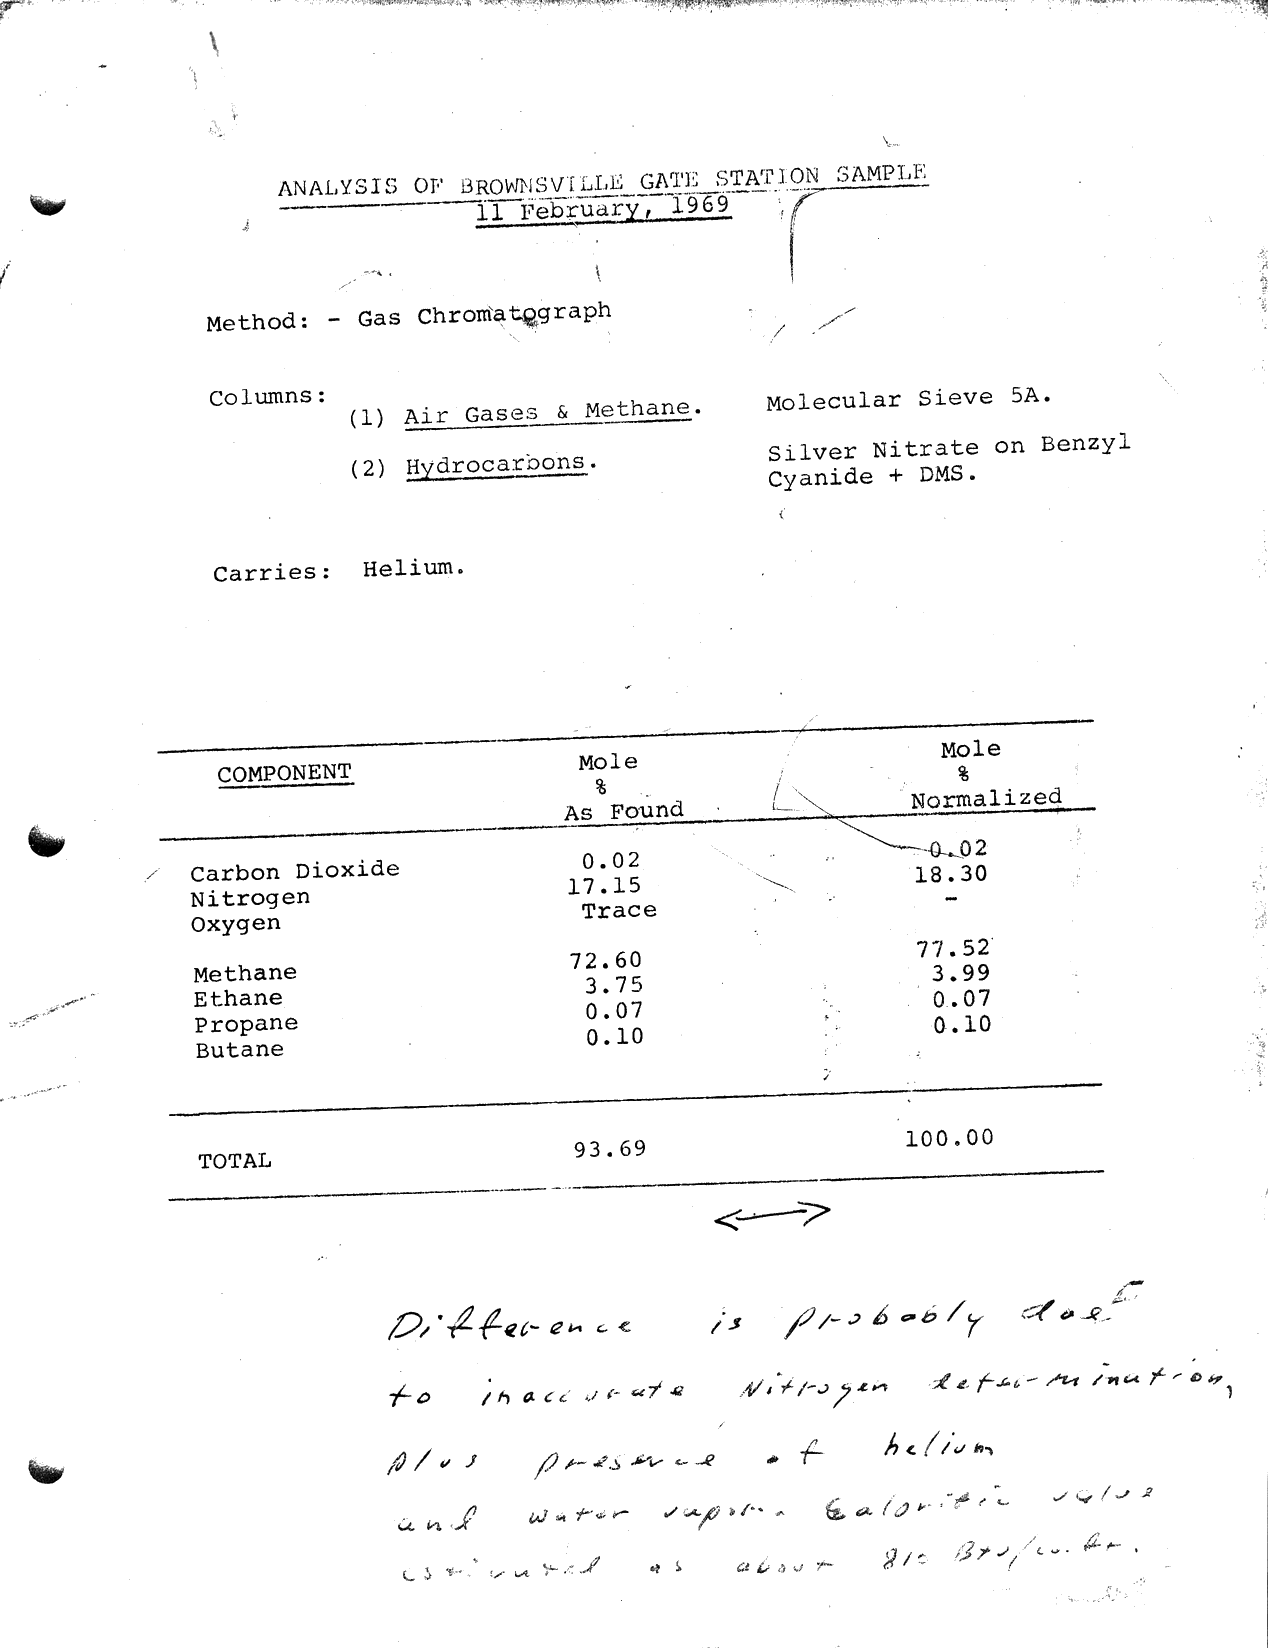 ANALYSIS OF BROWNSVILLE GATE STATION SAMPLE
11 February, 1969
Method: - Gas Chromatograph
Columns:
(1) Air Gases & Methane. Molecular Sieve 5A.
(2) Hydrocarbons. Silver Nitrate on Benzyl
Cyanide + DMS.
Carries: Helium.
COMPONENT Mole % As Found Mole % Normalized
Carbon Dioxide 0.02 0.02
Nitrogen 17.15 18.30
Oxygen Trace -
Methane 72.60 77.52
Ethane 3.75 3.99
Propane 0.07 0.07
Butane 0.10 0.10
TOTAL 93.69 100.00
Difference is probably due
to inaccurate Nitrogen determination,
plus presence of helium
and water vapor. Calorific value
estimated as about 810 Btu/cu. ft.